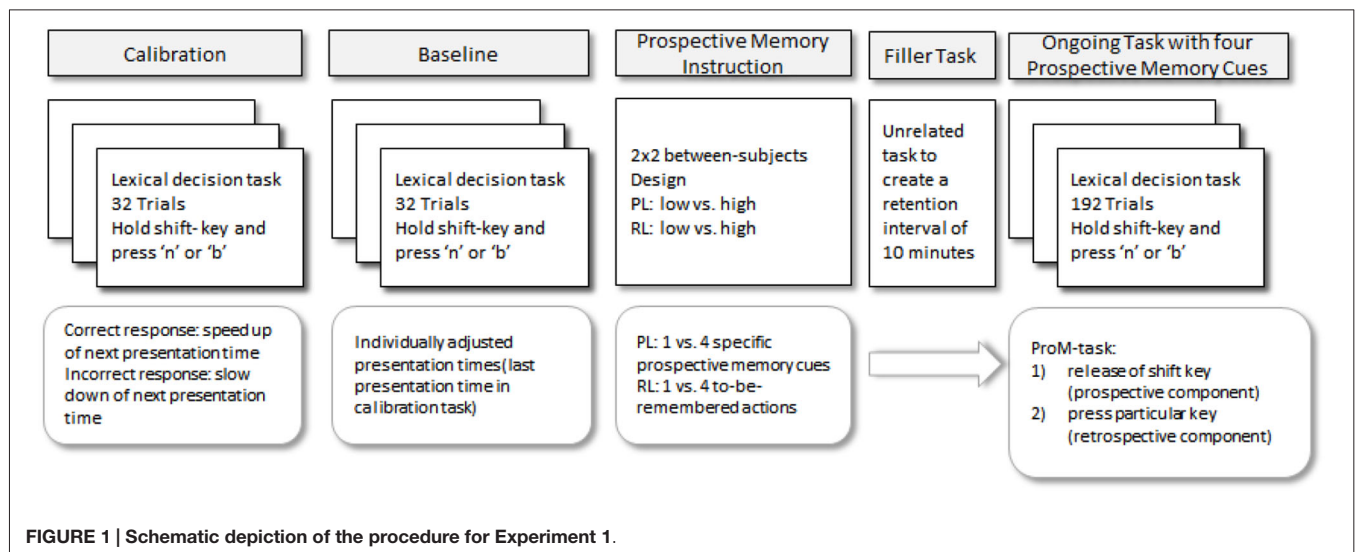 Calibration
Baseline
Prospective Memory
Instruction
Filler Task
Ongoing Task with four
Prospective Memory Cues
Lexical decision task
32 Trials
Hold shift- key and
press 'n' or 'b'
Lexical decision task
32 Trials
Hold shift-key and
press 'n' or 'b'
2x2 between-subjects
Design
PL: low vs. high
RL: low vs. high
Unrelated
task to
create a
retention
interval of
10 minutes
Lexical decision task
192 Trials
Hold shift-key and
press 'n' or 'b'
Correct response: speed up
of next presentation time
Incorrect response: slow
down of next presentation
time
Individually adjusted
presentation times(last
presentation time in
calibration task)
PL: 1 vs. 4 specific
prospective memory cues
RL: 1 vs. 4 to-be-
remembered actions
ProM-task:
1) release of shift key
(prospective component)
2) press particular key
(retrospective component)
FIGURE 1 | Schematic depiction of the procedure for Experiment 1.